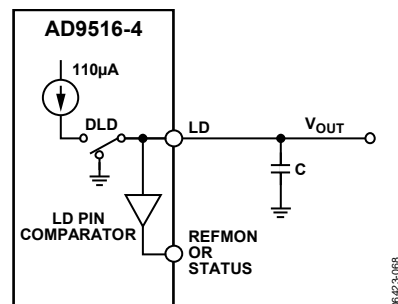 AD9516-4
110µA
DLD
LD
VOUT
C
LD PIN
COMPARATOR
REFMON
OR
STATUS
06423-068